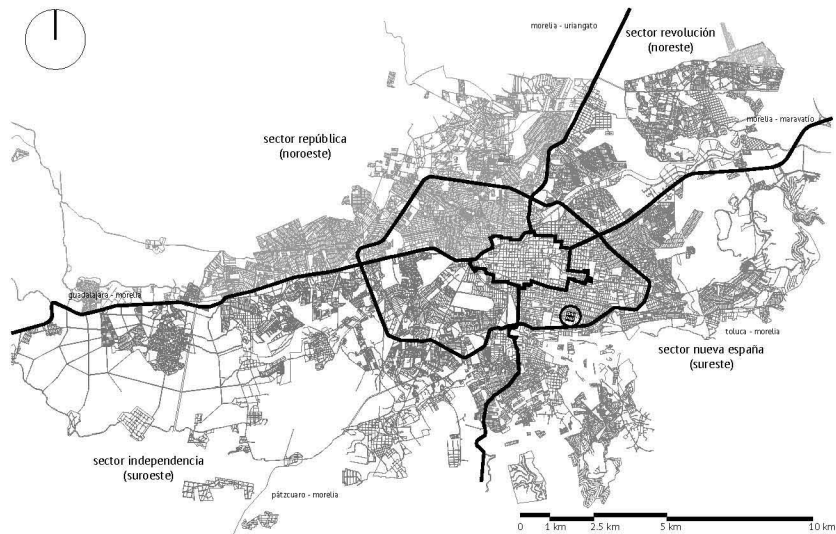 morelia - uriangato
sector revolución
(noreste)
morelia - maravatío
sector república
(noroeste)
guadalajara - morelia
toluca - morelia
sector nueva españa
(sureste)
sector independencia
(suroeste)
pátzcuaro - morelia
0 1 km 2.5 km 5 km 10 km